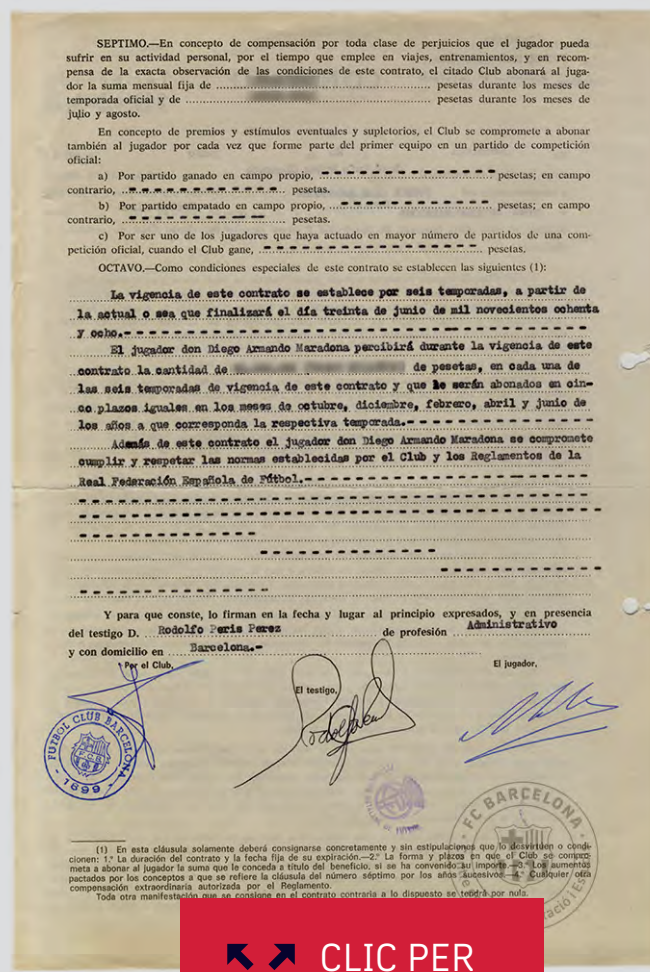 SEPTIMO.—En concepto de compensación por toda clase de perjuicios que el jugador pueda
sufrir en su actividad personal, por el tiempo que emplee en viajes, entrenamientos, y en recom-
pensa de la exacta observación de las condiciones de este contrato, el citado Club abonará al juga-
dor la suma mensual fija de pesetas durante los meses de
temporada oficial y de pesetas durante los meses de
julio y agosto.
En concepto de premios y estímulos eventuales y supletorios, el Club se compromete a abonar
también al jugador por cada vez que forme parte del primer equipo en un partido de competición
oficial:
a) Por partido ganado en campo propio, pesetas; en campo
contrario, pesetas.
b) Por partido empatado en campo propio, pesetas; en campo
contrario, pesetas.
c) Por ser uno de los jugadores que haya actuado en mayor número de partidos de una com-
petición oficial, cuando el Club gane, pesetas.
OCTAVO.—Como condiciones especiales de este contrato se establecen las siguientes (1):
La vigencia de este contrato se establece por seis temporadas, a partir de
la actual o sea que finalizará el día treinta de junio de mil novecientos ochenta
y ocho.-
El jugador don Diego Armando Maradona percibirá durante la vigencia de este
contrato la cantidad de de pesetas, en cada una de
las seis temporadas de vigencia de este contrato y que le serán abonados en cin-
co plazos iguales en los meses de octubre, diciembre, febrero, abril y junio de
los años a que corresponda la respectiva temporada.-
Además de este contrato el jugador don Diego Armando Maradona se compromete
cumplir y respetar las normas establecidas por el Club y los Reglamentos de la
Real Federación Española de Fútbol.-
Y para que conste, lo firman en la fecha y lugar al principio expresados, y en presencia
del testigo D. Rodolfo Peris Perez de profesión Administrativo
y con domicilio en Barcelona.-
Por el Club,
El testigo,
El jugador,
FUTBOL CLUB BARCELONA
F.C.B.
- 1899 -
FC BARCELONA
(1) En esta cláusula solamente deberá consignarse concretamente y sin estipulaciones que lo desvirtúen o condi-
cionen: 1.º La duración del contrato y la fecha fija de su expiración.—2.º La forma y plazos en que el Club se compro-
meta a abonar al jugador la suma que le conceda a título del beneficio, si se ha convenido su importe.—3.º Los aumentos
pactados por los conceptos a que se refiere la cláusula del número séptimo por los años sucesivos.—4.º Cualquier otra
compensación extraordinaria autorizada por el Reglamento.
Toda otra manifestación que se consigne en el contrato contraria a lo dispuesto se tendrá por nula.
CLIC PER